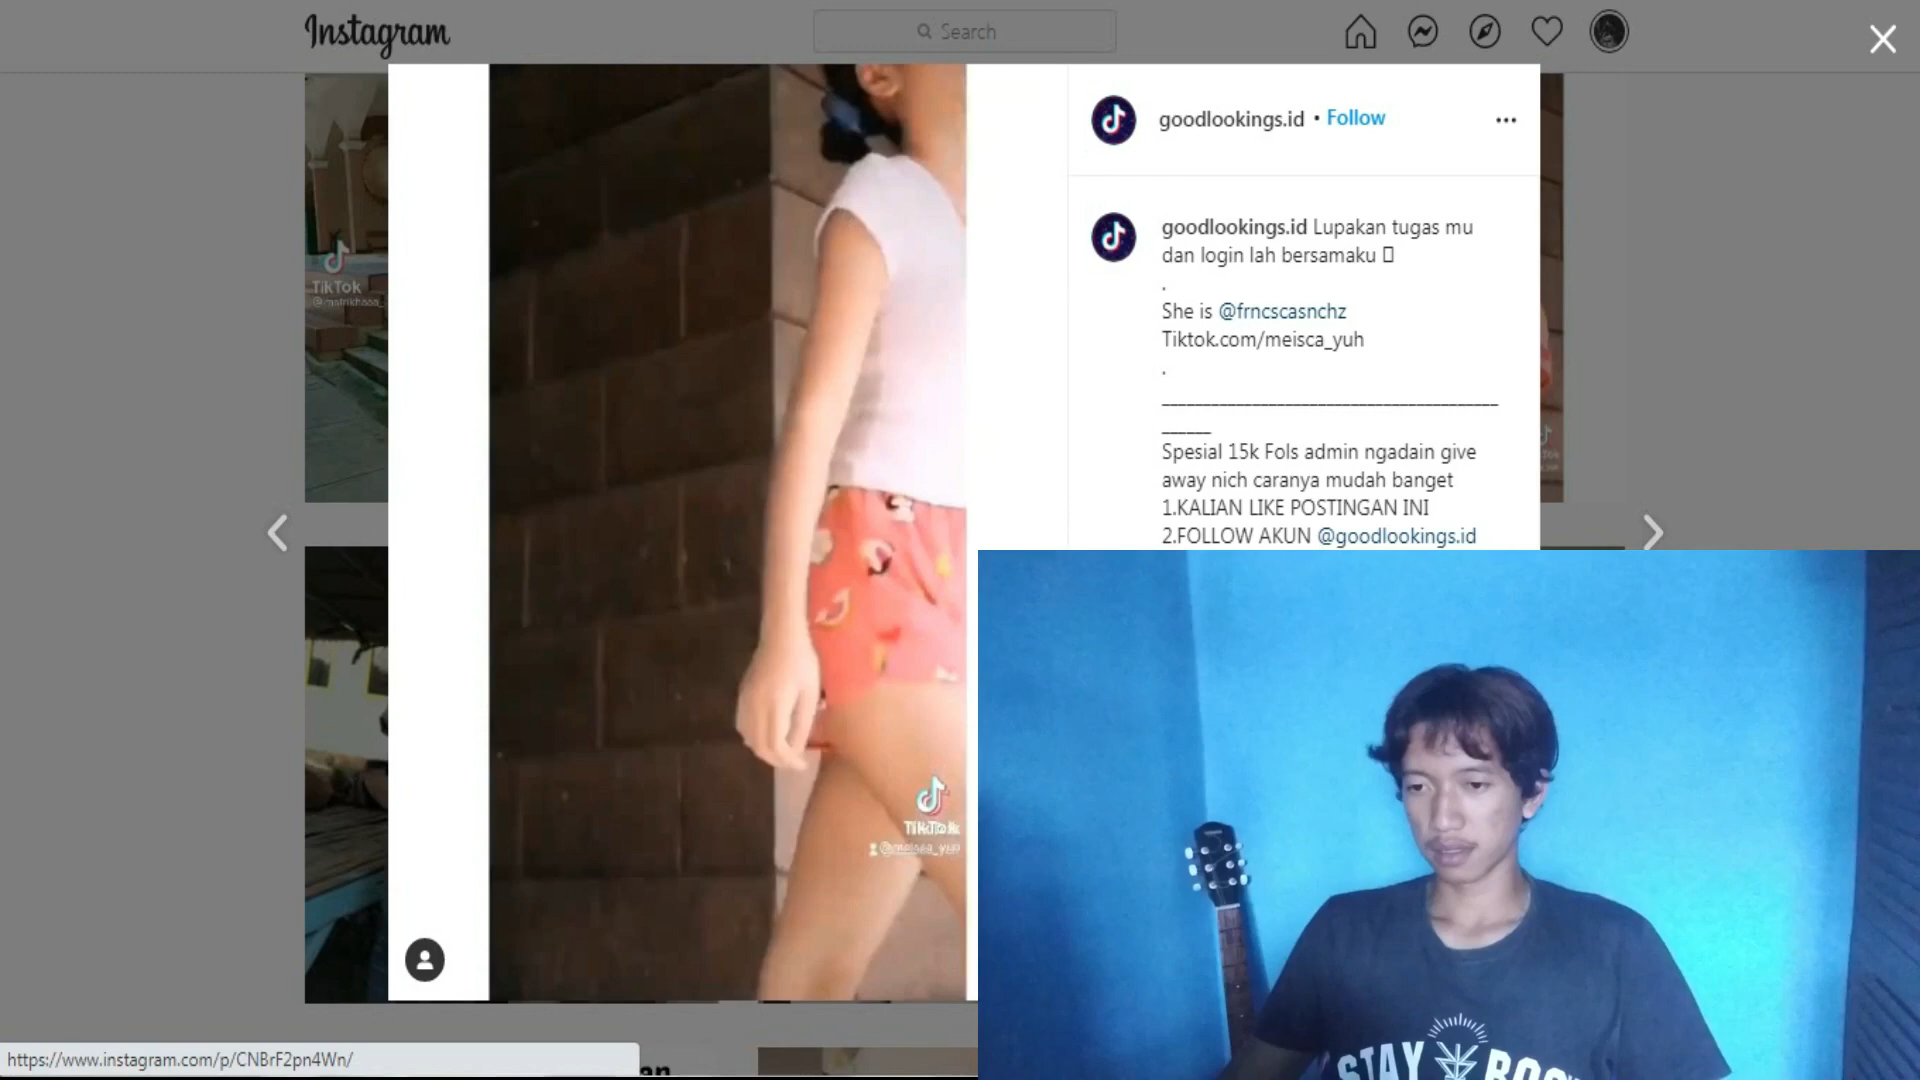 Instagram
Search
goodlookings.id • Follow
goodlookings.id Lupakan tugas mu
dan login lah bersamaku
.
She is @frncscasnchz
Tiktok.com/meisca_yuh
.
Spesial 15k Fols admin ngadain give
away nich caranya mudah banget
1.KALIAN LIKE POSTINGAN INI
2.FOLLOW AKUN @goodlookings.id
TikTok
TikTok
@meisca_yuh
STAY
https://www.instagram.com/p/CNBrF2pn4Wn/